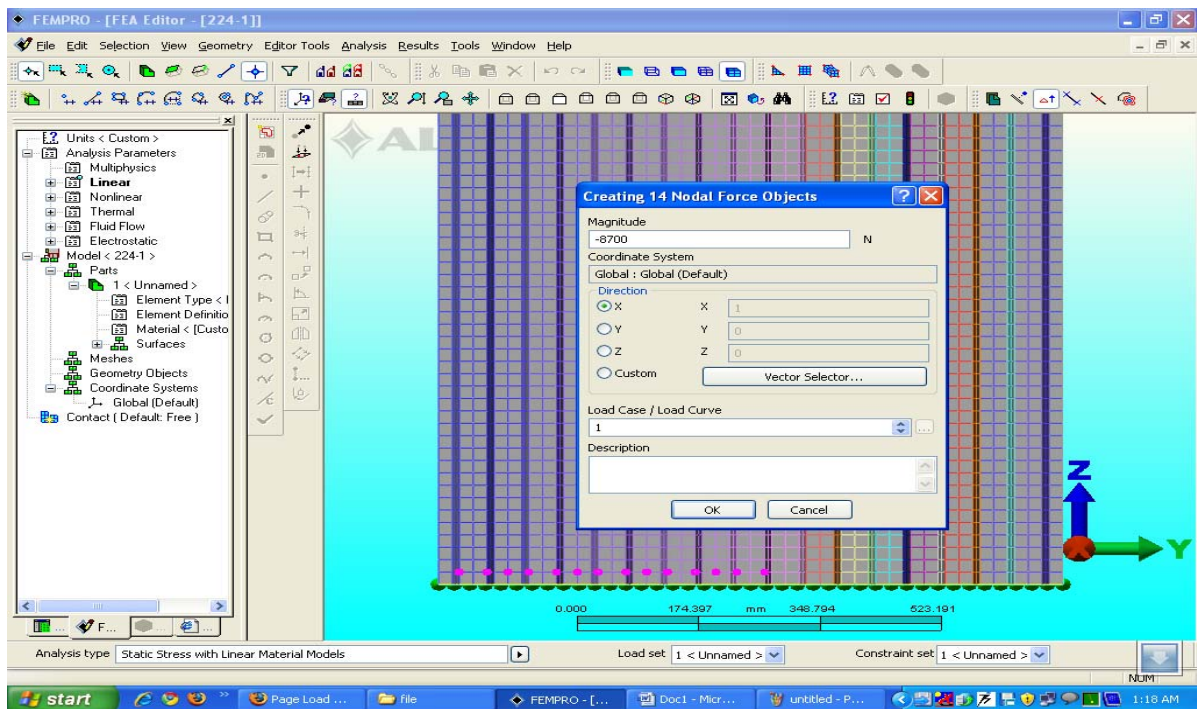 FEMPRO - [FEA Editor - [224-1]]
File Edit Selection View Geometry Editor Tools Analysis Results Tools Window Help
Units < Custom >
Analysis Parameters
Multiphysics
Linear
Nonlinear
Thermal
Fluid Flow
Electrostatic
Model < 224-1 >
Parts
1 < Unnamed >
Element Type < I
Element Definitio
Material < [Custo
Surfaces
Meshes
Geometry Objects
Coordinate Systems
Global (Default)
Contact ( Default: Free )
F...
AL
Creating 14 Nodal Force Objects
Magnitude
-8700 N
Coordinate System
Global : Global (Default)
Direction
X X 1
Y Y 0
Z Z 0
Custom Vector Selector...
Load Case / Load Curve
1 ...
Description
OK Cancel
Z
Y
0.000 174.397 mm 348.794 523.191
Analysis type Static Stress with Linear Material Models Load set 1 < Unnamed > Constraint set 1 < Unnamed >
NUM
start Page Load ... file FEMPRO - [... Doc1 - Micr... untitled - P... 1:18 AM